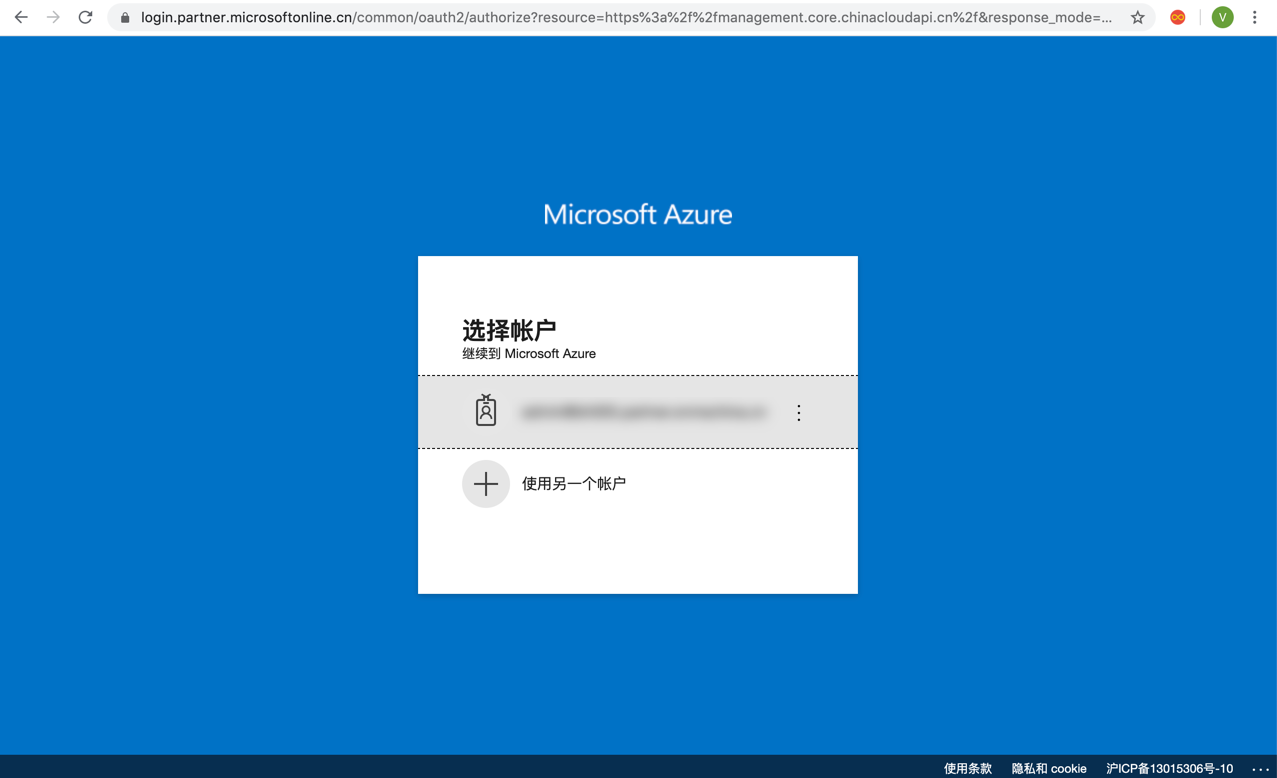 login.partner.microsoftonline.cn/common/oauth2/authorize?resource=https%3a%2f%2fmanagement.core.chinacloudapi.cn%2f&response_mode=...
V
Microsoft Azure
选择帐户
继续到 Microsoft Azure
使用另一个帐户
使用条款 隐私和 cookie 沪ICP备13015306号-10 ...